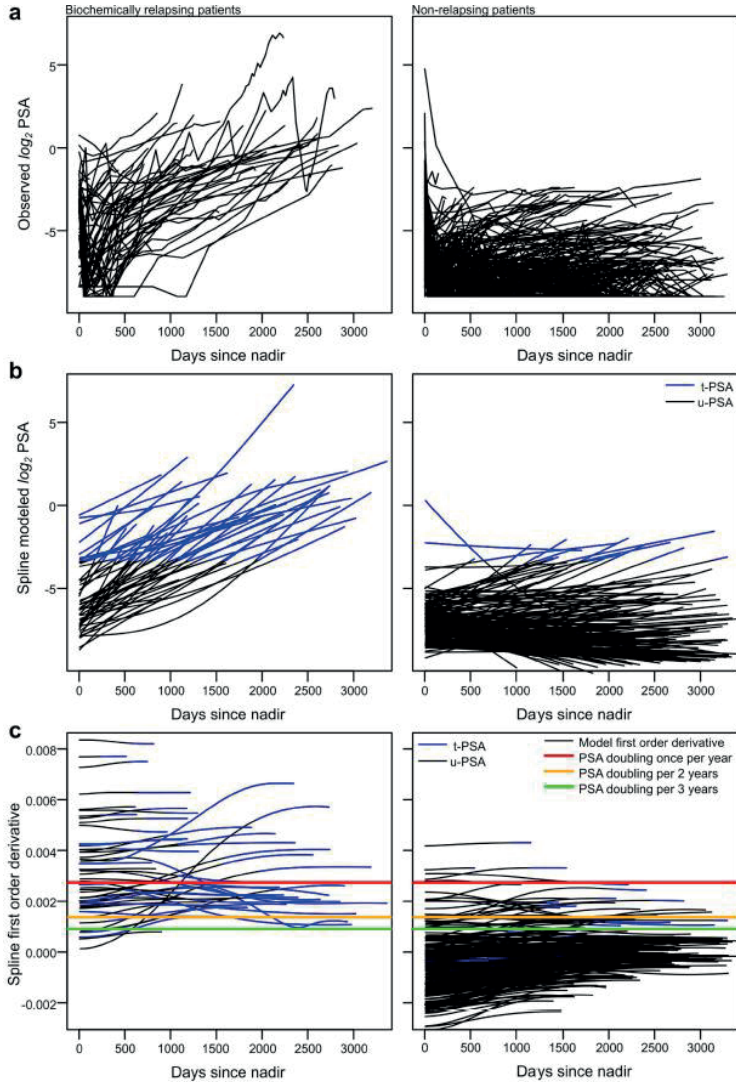 a
Biochemically relapsing patients
Non-relapsing patients
Observed log2 PSA
5
0
-5
0 500 1000 1500 2000 2500 3000
Days since nadir
0 500 1000 1500 2000 2500 3000
Days since nadir
b
Spline modeled log2 PSA
5
0
-5
0 500 1000 1500 2000 2500 3000
Days since nadir
t-PSA
u-PSA
0 500 1000 1500 2000 2500 3000
Days since nadir
c
Spline first order derivative
0.008
0.006
0.004
0.002
0.000
-0.002
0 500 1000 1500 2000 2500 3000
Days since nadir
t-PSA
u-PSA
Model first order derivative
PSA doubling once per year
PSA doubling per 2 years
PSA doubling per 3 years
0 500 1000 1500 2000 2500 3000
Days since nadir